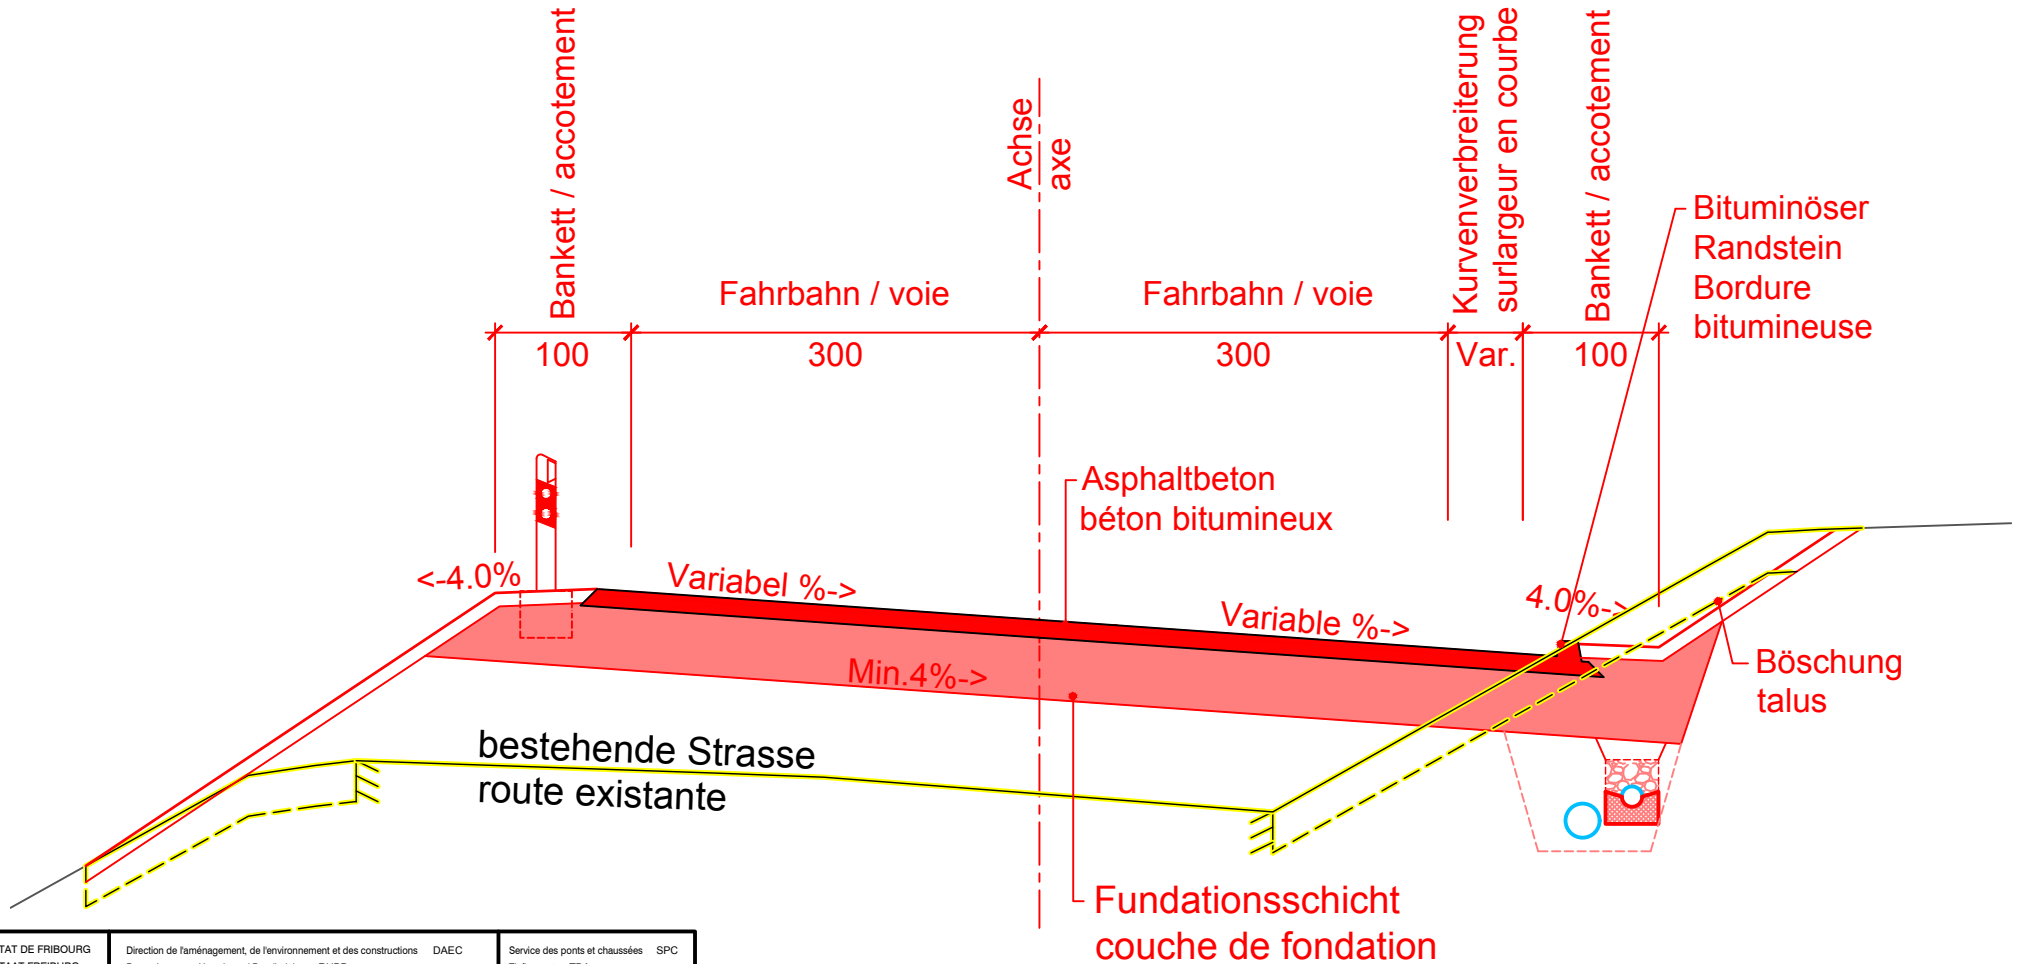 Bankett / accotement
Achse
axe
Kurvenverbreiterung
surlargeur en courbe
Bankett / accotement
Bituminöser
Randstein
Bordure
bitumineuse
Fahrbahn / voie
Fahrbahn / voie
100
300
300
Var.
100
Asphaltbeton
béton bitumineux
<-4.0%
Variabel %->
Variable %->
4.0%->
Min.4%->
Böschung
talus
bestehende Strasse
route existante
Fundationsschicht
couche de fondation
TAT DE FRIBOURG
Direction de l'aménagement, de l'environnement et des constructions DAEC
Service des ponts et chaussées SPC